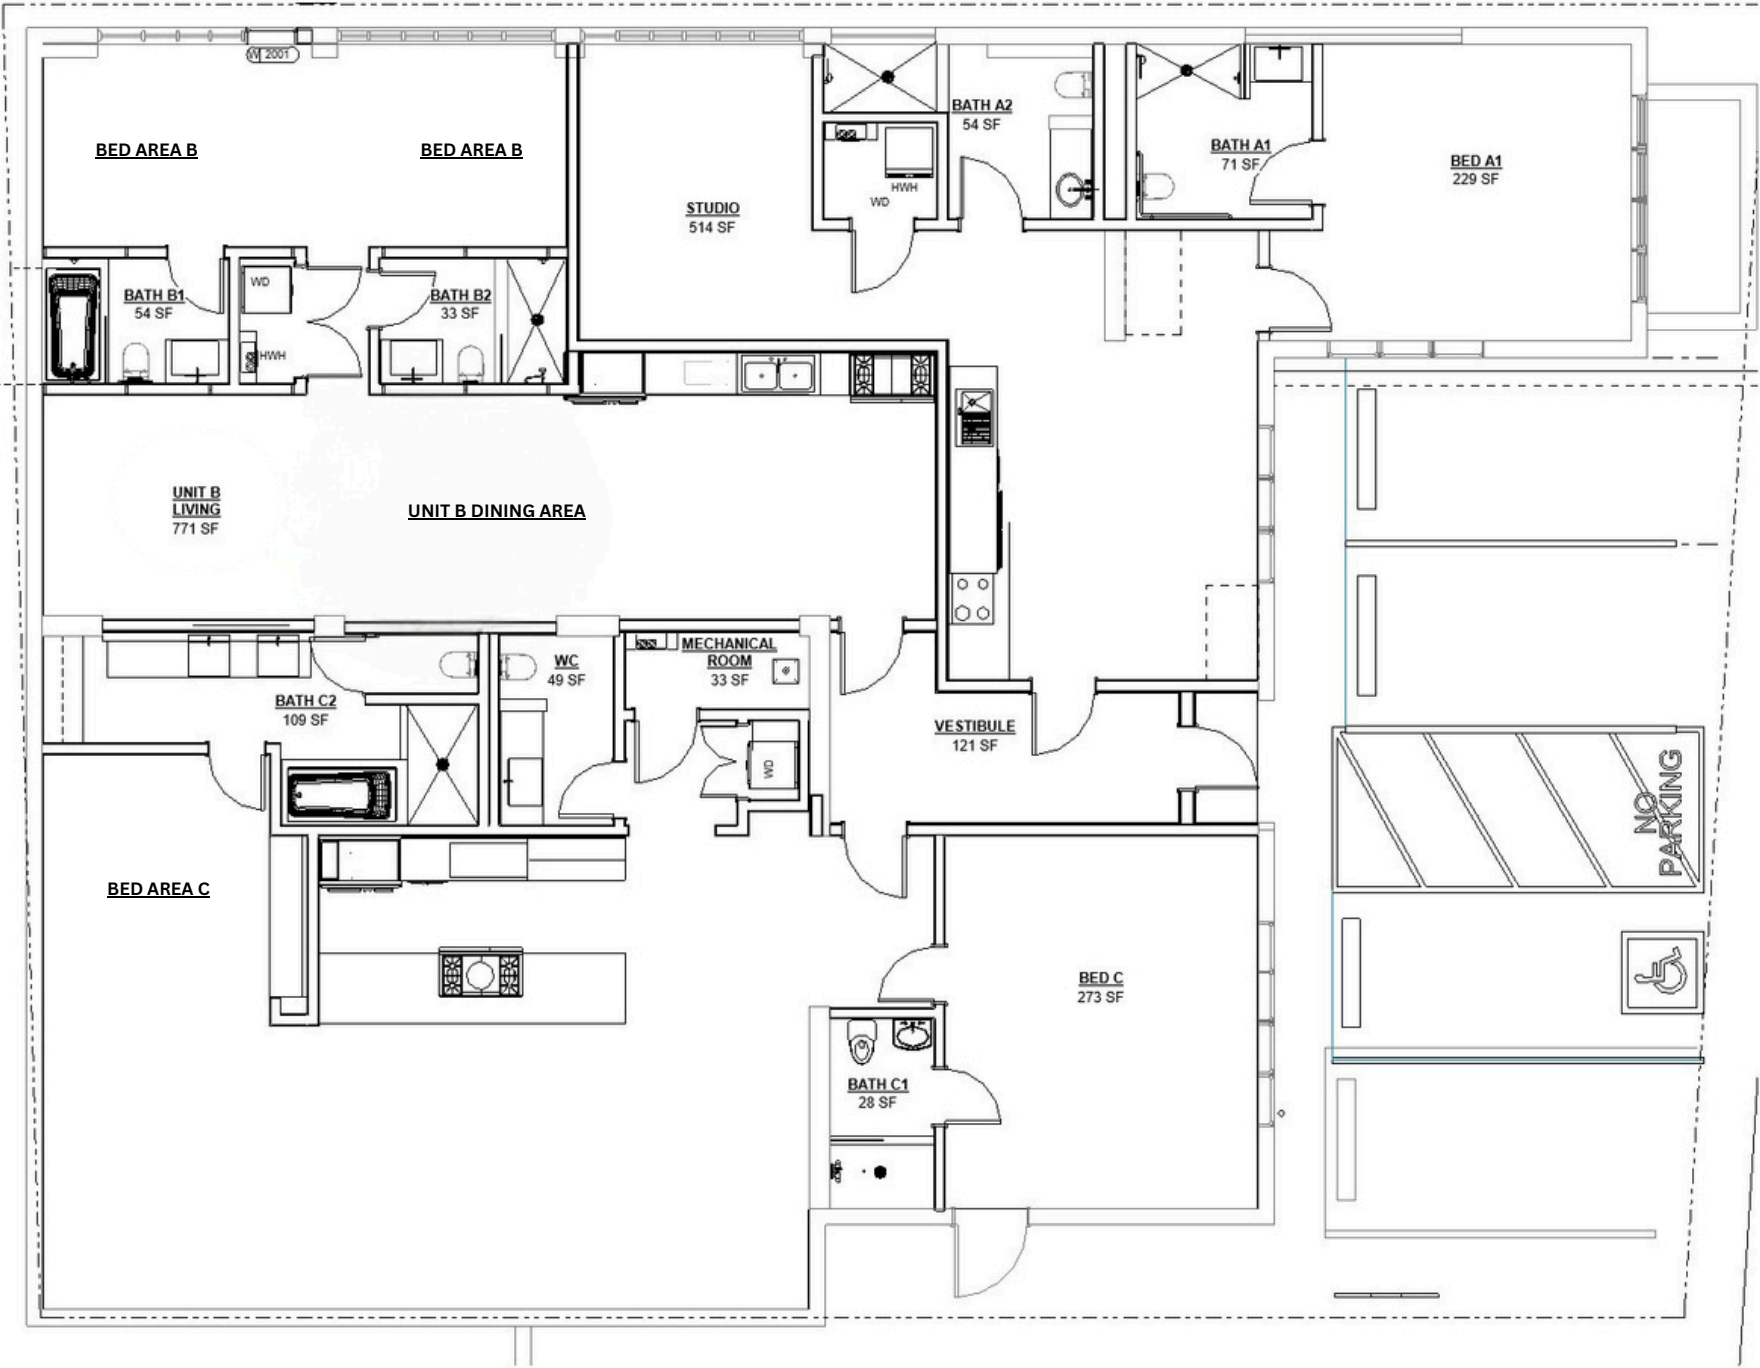 W 2001
BED AREA B
BED AREA B
BATH A2
54 SF
BATH A1
71 SF
BED A1
229 SF
STUDIO
514 SF
HWH
WD
BATH B1
54 SF
WD
HWH
BATH B2
33 SF
UNIT B
LIVING
771 SF
UNIT B DINING AREA
BATH C2
109 SF
WC
49 SF
MECHANICAL
ROOM
33 SF
WD
VESTIBULE
121 SF
NO
PARKING
BED AREA C
BED C
273 SF
BATH C1
28 SF